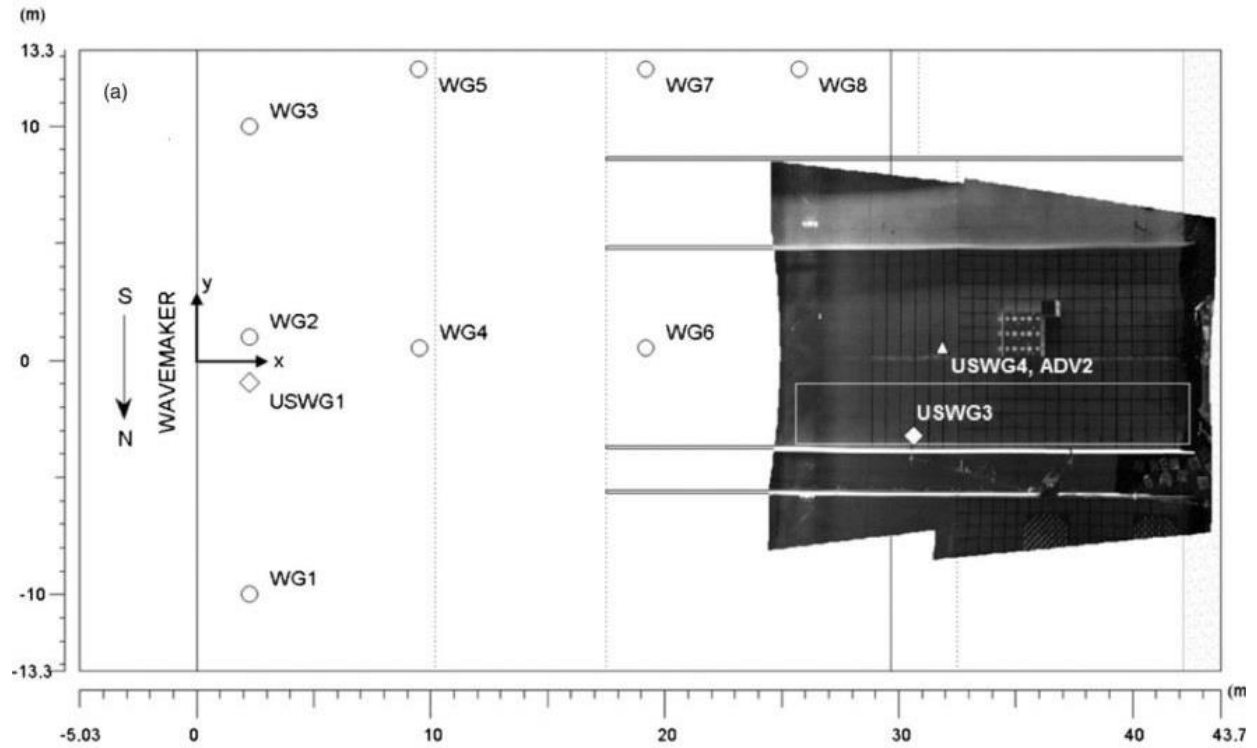 (m)
13.3
(a)
WG5
WG7
WG8
WG3
10
S
y
WAVEMAKER
WG2
WG4
WG6
0
x
USWG4, ADV2
USWG1
USWG3
N
WG1
-10
-13.3
(m
-5.03
0
10
20
30
40
43.7